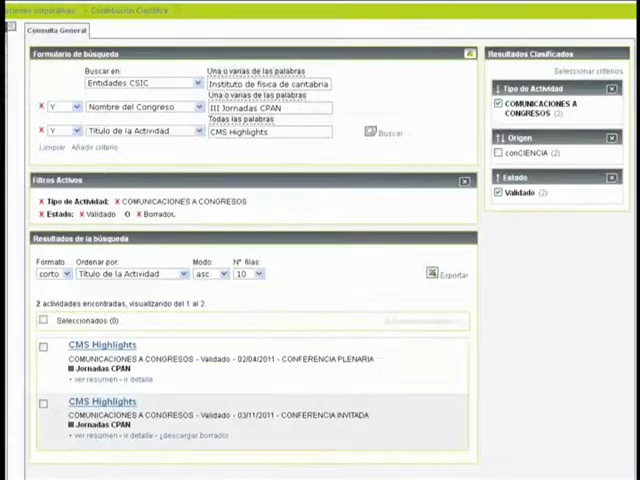 Contribución Científica
Consulta General
Formulario de búsqueda
Buscar en:
Una o varias de las palabras
Entidades CSIC
Instituto de física de cantabria
Una o varias de las palabras
X Y Nombre del Congreso III Jornadas CPAN
Todas las palabras
X Y Título de la Actividad CMS Highlights
Buscar
Limpiar Añadir criterio
Filtros Activos
X Tipo de Actividad: X COMUNICACIONES A CONGRESOS
X Estado: X Validado O X Borrador.
Resultados de la búsqueda
Formato Ordenar por: Modo: Nº filas:
corto Título de la Actividad asc 10
Exportar
2 actividades encontradas, visualizando del 1 al 2.
Seleccionados (0)
CMS Highlights
COMUNICACIONES A CONGRESOS - Validado - 02/04/2011 - CONFERENCIA PLENARIA
III Jornadas CPAN
+ ver resumen - ir detalle
CMS Highlights
COMUNICACIONES A CONGRESOS - Validado - 03/11/2011 - CONFERENCIA INVITADA
III Jornadas CPAN
+ ver resumen - ir detalle - ¡descargar borrador
Resultados Clasificados
Seleccionar criterios
Tipo de Actividad
COMUNICACIONES A
CONGRESOS (2)
Origen
conCIENCIA (2)
Estado
Validado (2)